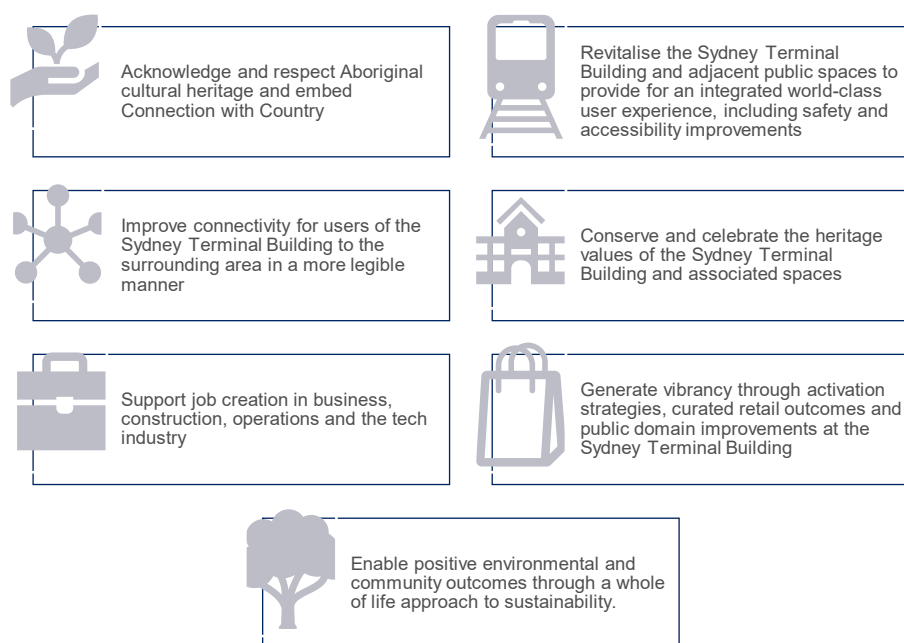 Acknowledge and respect Aboriginal
cultural heritage and embed
Connection with Country
Revitalise the Sydney Terminal
Building and adjacent public spaces to
provide for an integrated world-class
user experience, including safety and
accessibility improvements
Improve connectivity for users of the
Sydney Terminal Building to the
surrounding area in a more legible
manner
Conserve and celebrate the heritage
values of the Sydney Terminal
Building and associated spaces
Support job creation in business,
construction, operations and the tech
industry
Generate vibrancy through activation
strategies, curated retail outcomes and
public domain improvements at the
Sydney Terminal Building
Enable positive environmental and
community outcomes through a whole
of life approach to sustainability.